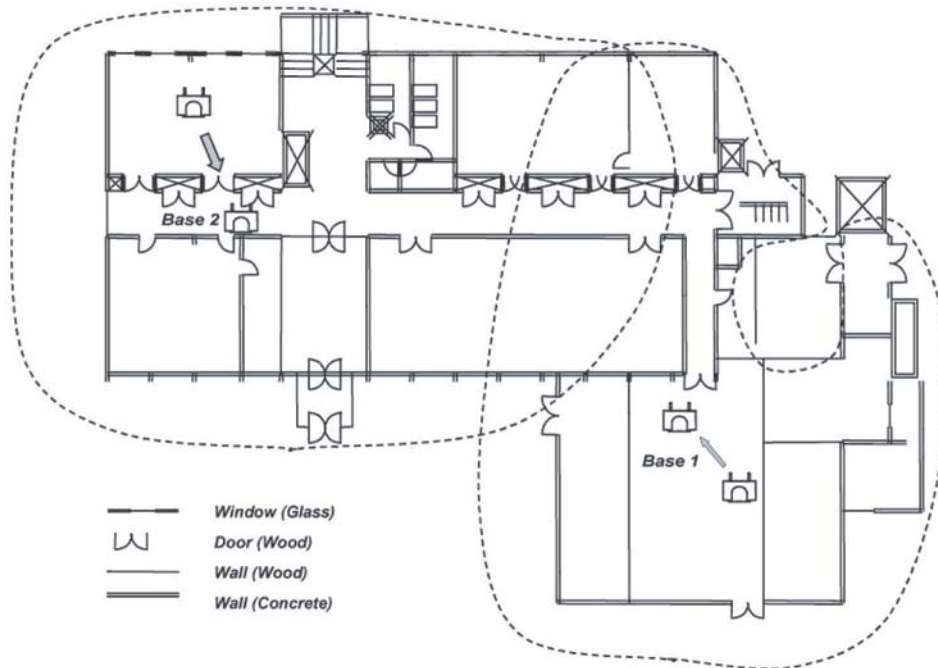 Base 2
Base 1
Window (Glass)
Door (Wood)
Wall (Wood)
Wall (Concrete)